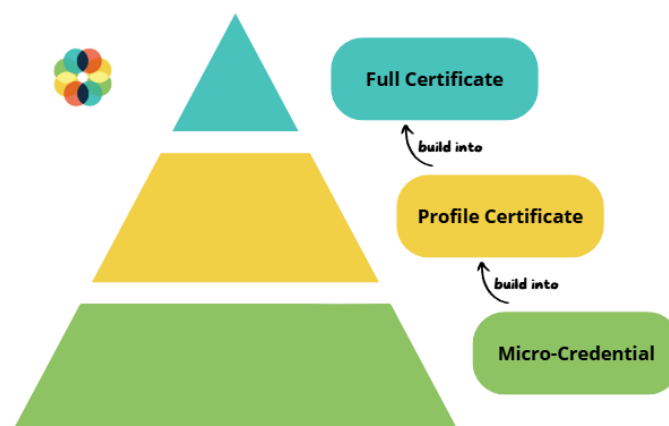 Full Certificate
build into
Profile Certificate
build into
Micro-Credential